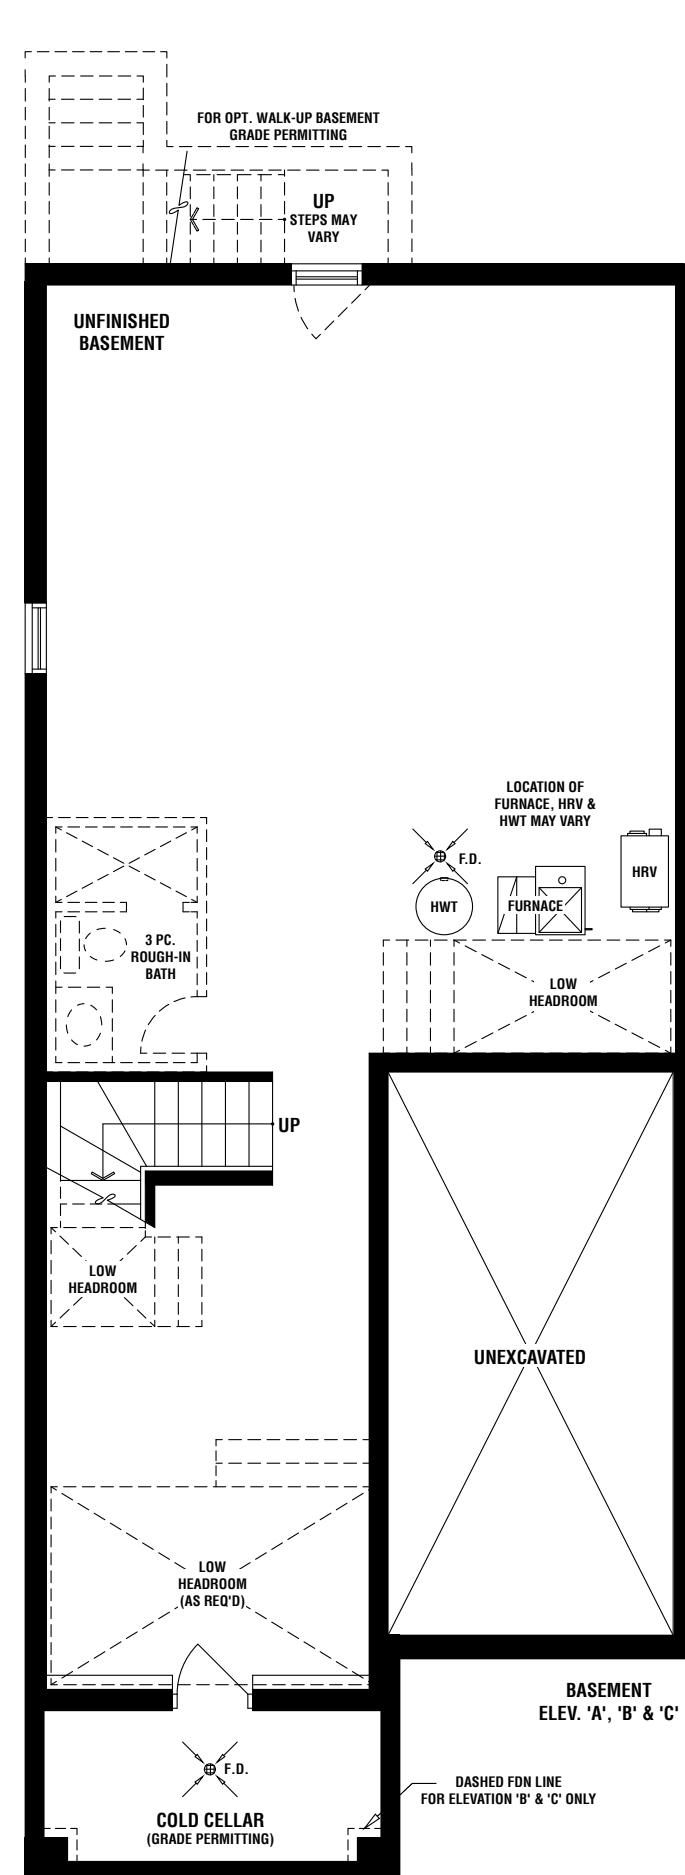 FOR OPT. WALK-UP BASEMENT
GRADE PERMITTING
UP
STEPS MAY
VARY
UNFINISHED
BASEMENT
LOCATION OF
FURNACE, HRV &
HWT MAY VARY
F.D.
HRV
HWT
FURNACE
3 PC.
ROUGH-IN
BATH
LOW
HEADROOM
UP
LOW
HEADROOM
UNEXCAVATED
LOW
HEADROOM
(AS REQ'D)
BASEMENT
ELEV. 'A', 'B' & 'C'
F.D.
DASHED FDN LINE
FOR ELEVATION 'B' & 'C' ONLY
COLD CELLAR
(GRADE PERMITTING)